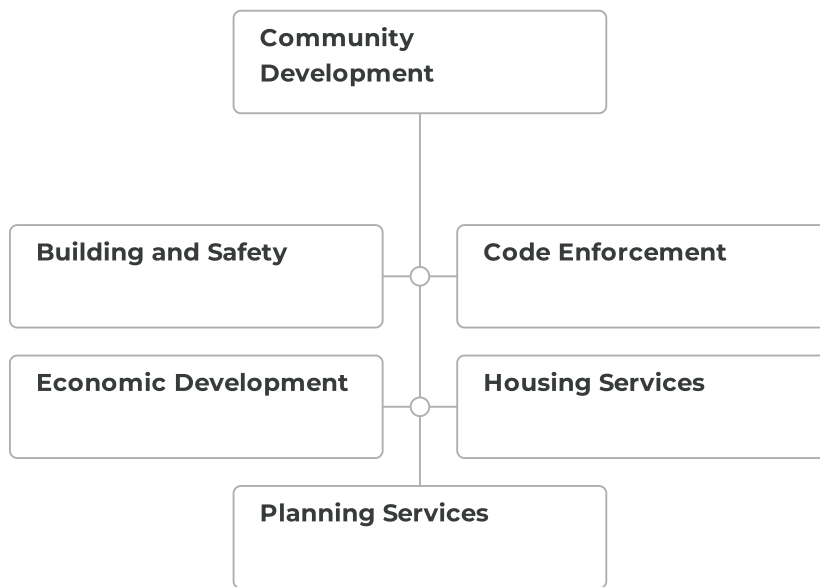 Community
Development
Building and Safety
Code Enforcement
Economic Development
Housing Services
Planning Services